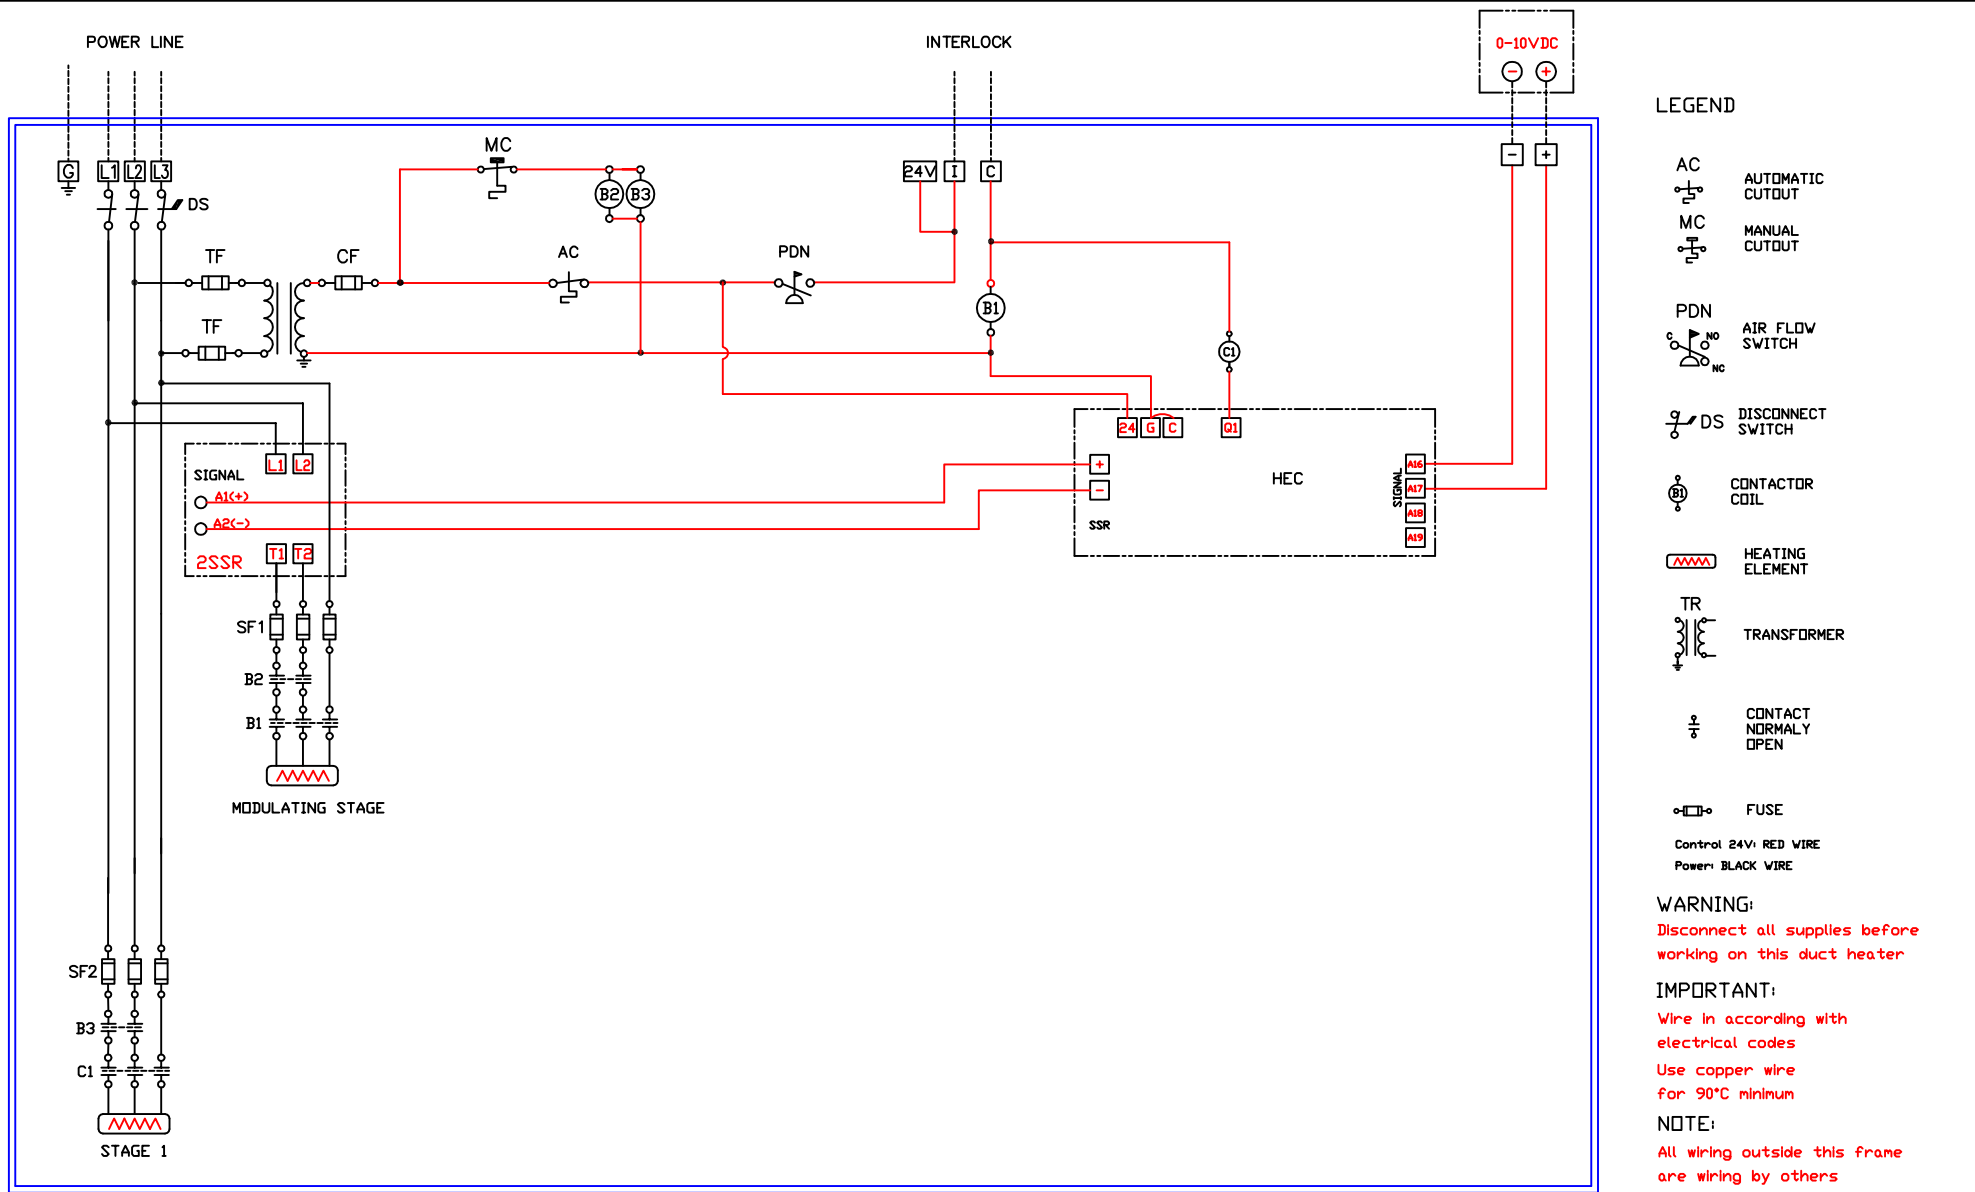 POWER LINE
INTERLOCK
0-10VDC
- +
G L1 L2 L3
DS
MC
B2 B3
24V I C
- +
TF
CF
AC
PDN
TF
B1
C1
24 G C Q1
L1 L2
SIGNAL
A1(+)
A2(-)
T1 T2
2SSR
+
-
SSR
HEC
SIGNAL
A16
A17
A18
A19
SF1
B2
B1
MODULATING STAGE
SF2
B3
C1
STAGE 1
LEGEND
AC
AUTOMATIC
CUTOUT
MC
MANUAL
CUTOUT
PDN
C NO
NC
AIR FLOW
SWITCH
DS
DISCONNECT
SWITCH
B1
CONTACTOR
COIL
HEATING
ELEMENT
TR
TRANSFORMER
CONTACT
NORMALY
OPEN
FUSE
Control 24V: RED WIRE
Power: BLACK WIRE
WARNING:
Disconnect all supplies before
working on this duct heater
IMPORTANT:
Wire in according with
electrical codes
Use copper wire
for 90°C minimum
NOTE:
All wiring outside this frame
are wiring by others